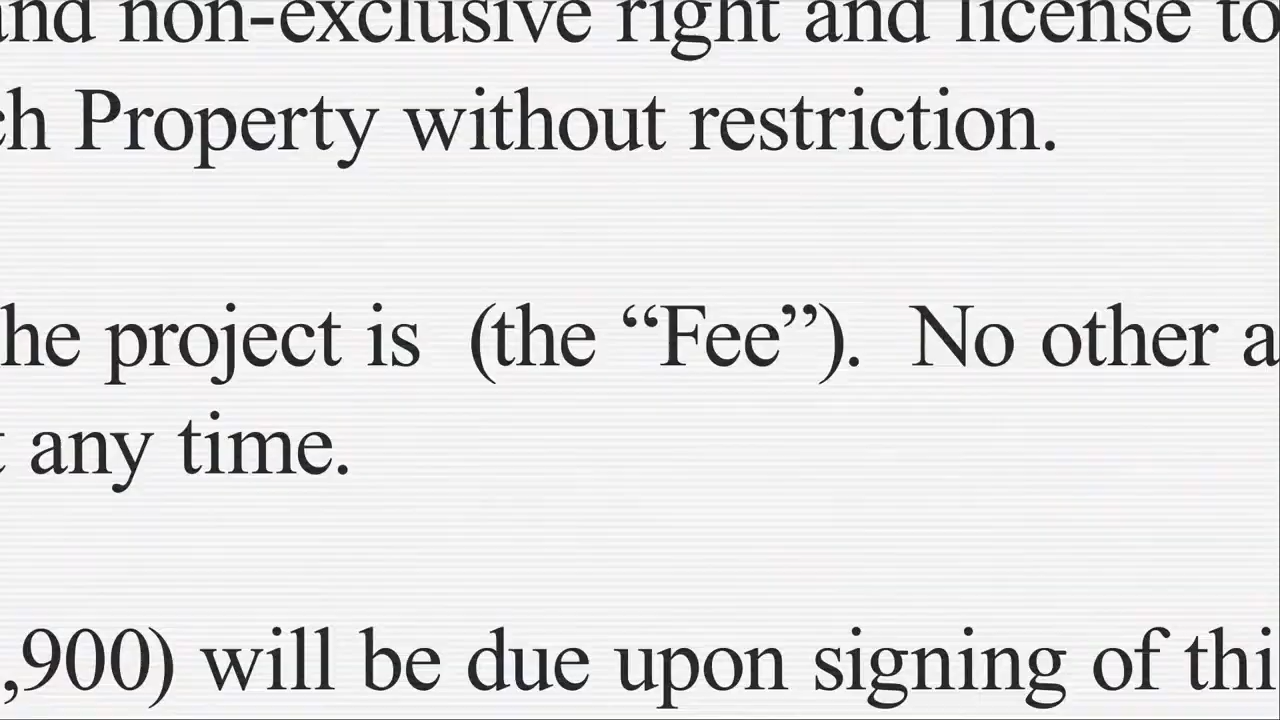 and non-exclusive right and license to
ch Property without restriction.
he project is  (the “Fee”).  No other a
t any time.
,900) will be due upon signing of thi